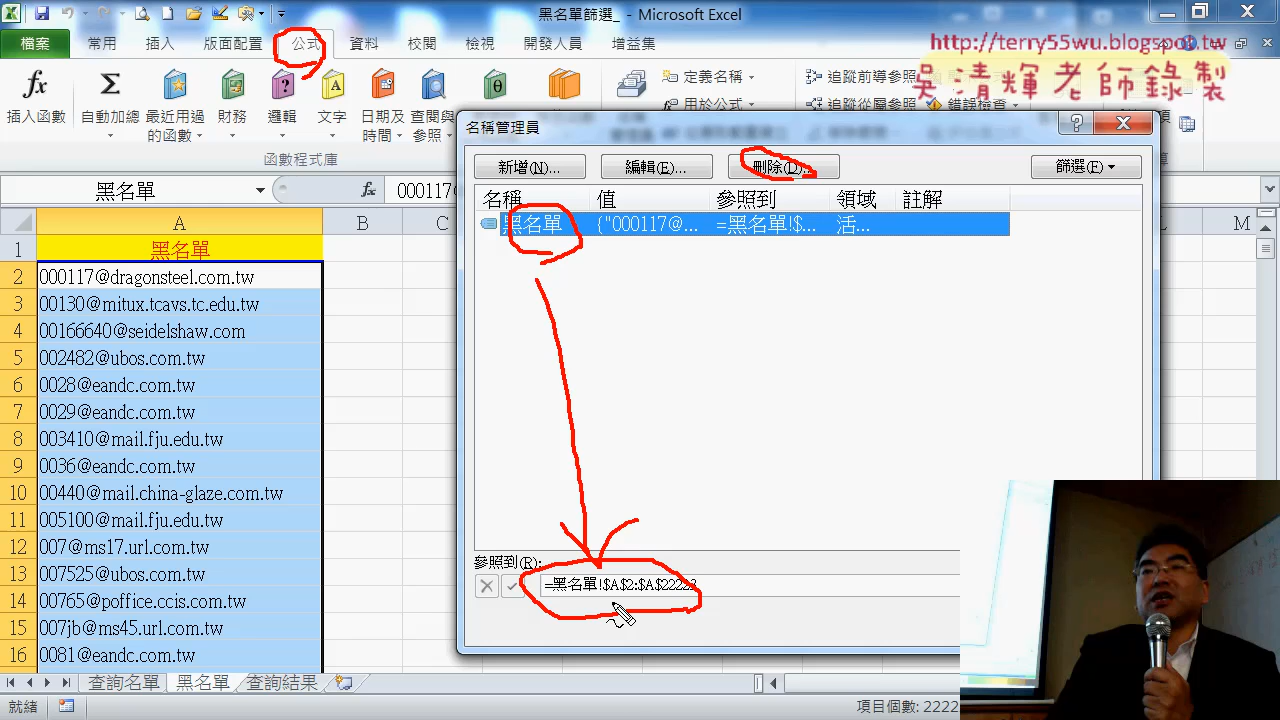 黑名單篩選_ - Microsoft Excel
檔案 常用 插入 版面配置 公式 資料 校閱 檢視 開發人員 增益集
http://terry55wu.blogspot.tw
吳清輝老師錄製
fx Σ ? A θ
插入函數 自動加總 最近用過的函數 財務 邏輯 文字 日期及時間 查閱與參照
定義名稱 追蹤前導參照
用於公式 追蹤從屬參照 錯誤檢查
函數程式庫
名稱管理員
新增(N)... 編輯(E)... 刪除(D)... 篩選(F)
名稱 值 參照到 領域 註解
黑名單 {"000117@... =黑名單!$... 活...
參照到(R):
=黑名單!$A$2:$A$22223
黑名單 fx 000117@
A B C M
1 黑名單
2 000117@dragonsteel.com.tw
3 00130@mitux.tcavs.tc.edu.tw
4 00166640@seidelshaw.com
5 002482@ubos.com.tw
6 0028@eandc.com.tw
7 0029@eandc.com.tw
8 003410@mail.fju.edu.tw
9 0036@eandc.com.tw
10 00440@mail.china-glaze.com.tw
11 005100@mail.fju.edu.tw
12 007@ms17.url.com.tw
13 007525@ubos.com.tw
14 00765@poffice.ccis.com.tw
15 007jb@ms45.url.com.tw
16 0081@eandc.com.tw
查詢名單 黑名單 查詢結果
就緒 項目個數: 2222